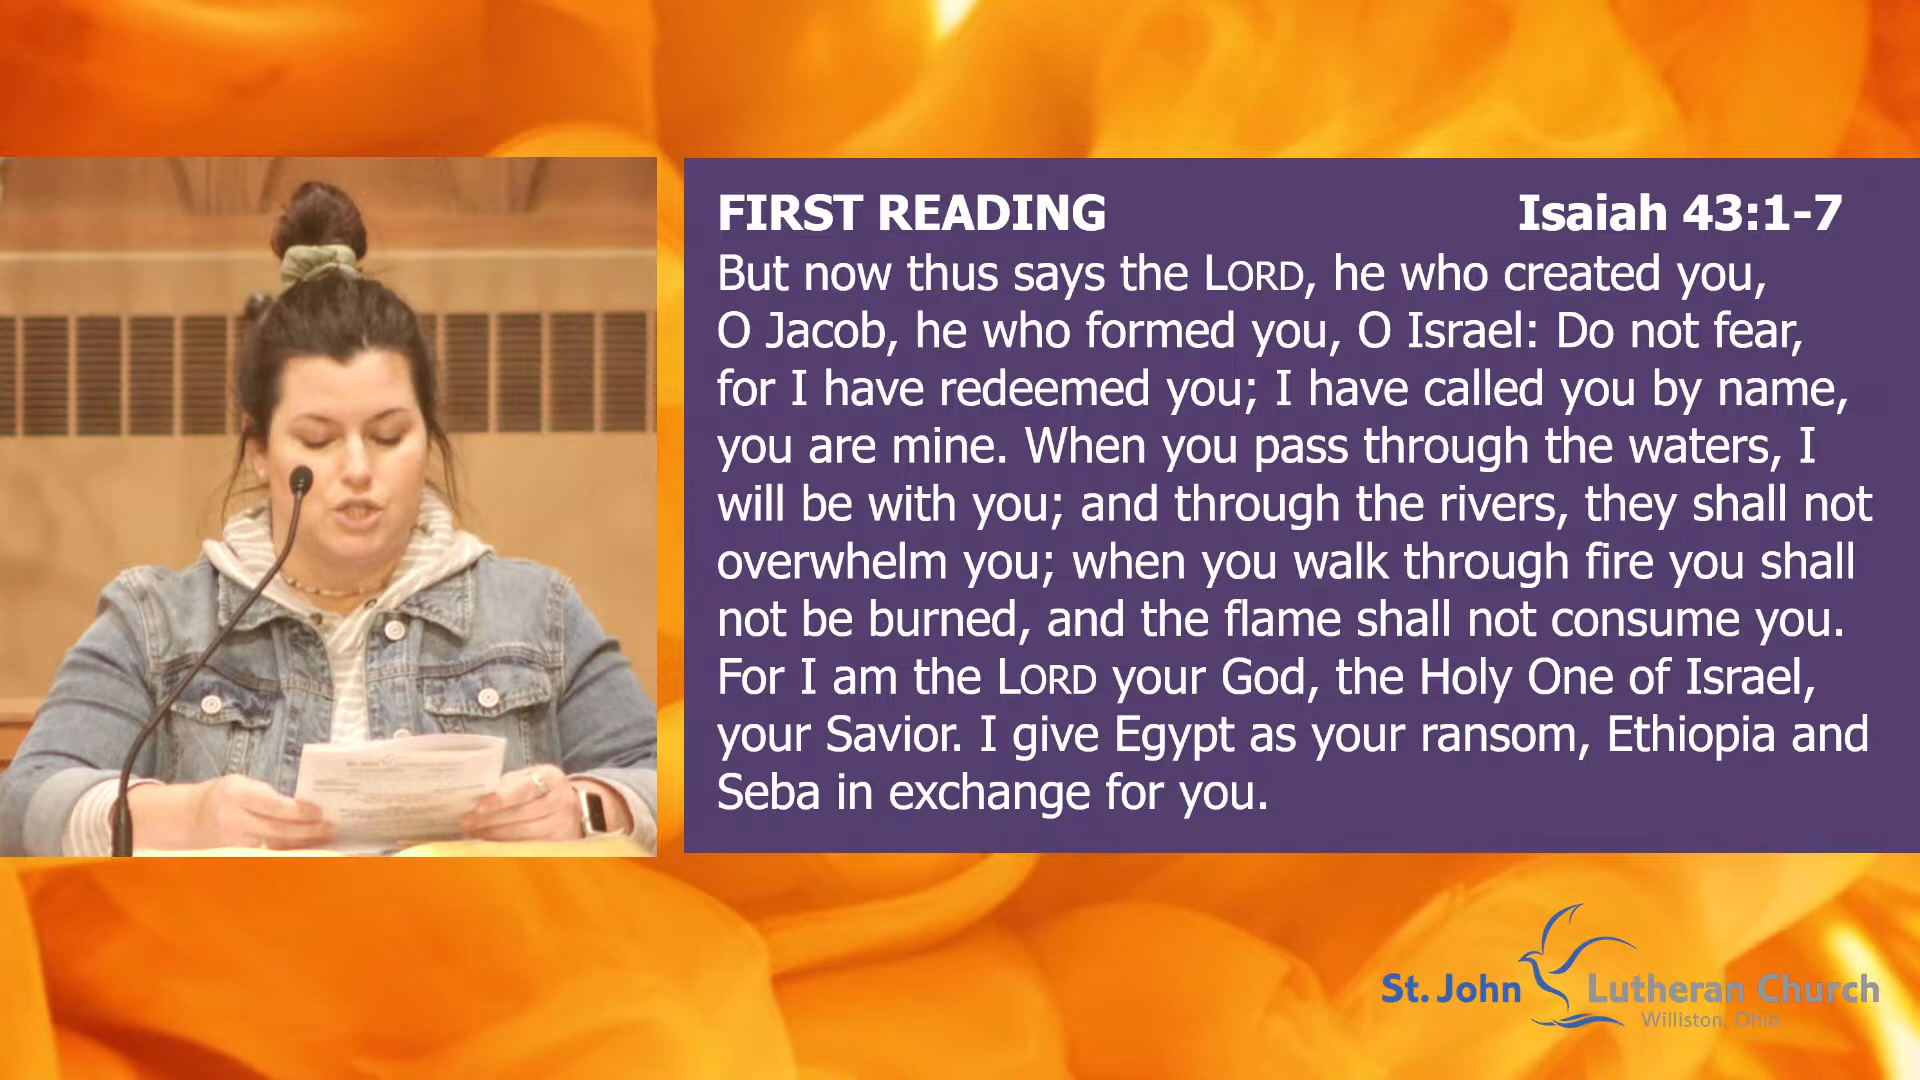 FIRST READING Isaiah 43:1-7
But now thus says the LORD, he who created you,
O Jacob, he who formed you, O Israel: Do not fear,
for I have redeemed you; I have called you by name,
you are mine. When you pass through the waters, I
will be with you; and through the rivers, they shall not
overwhelm you; when you walk through fire you shall
not be burned, and the flame shall not consume you.
For I am the LORD your God, the Holy One of Israel,
your Savior. I give Egypt as your ransom, Ethiopia and
Seba in exchange for you.
St. John Lutheran Church
Williston, Ohio